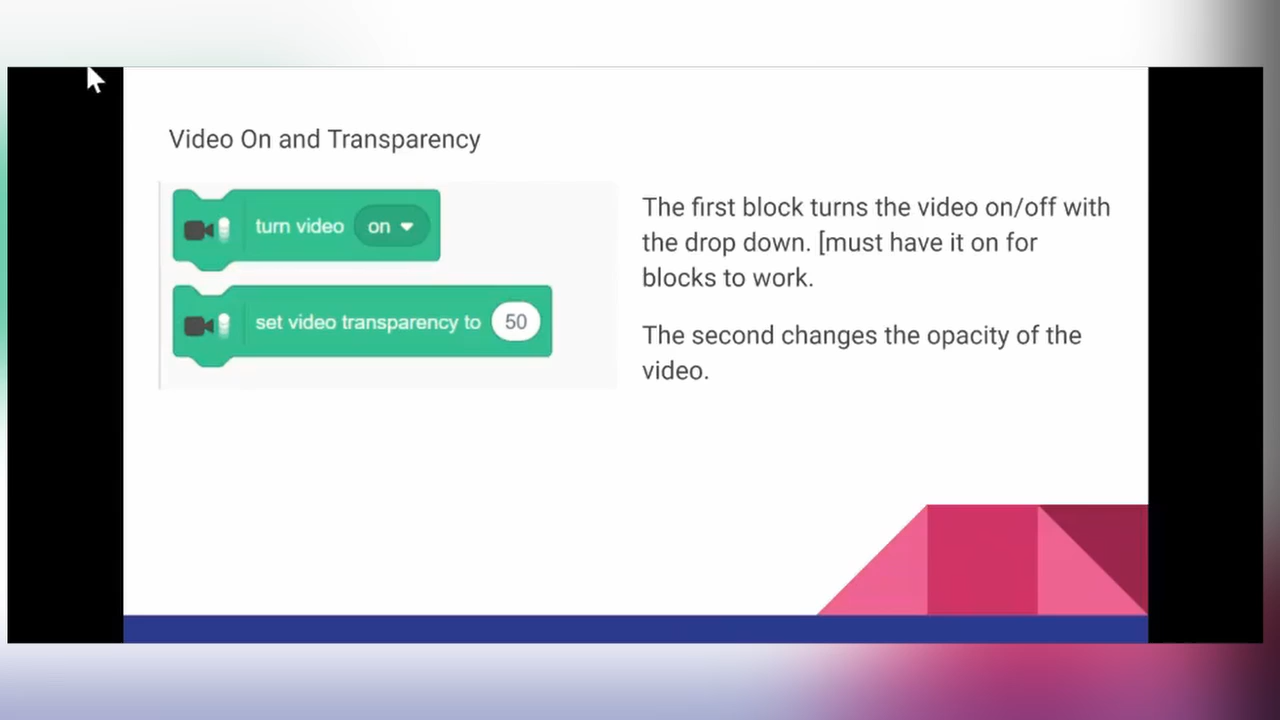 Video On and Transparency
turn video on
set video transparency to 50
The first block turns the video on/off with
the drop down. [must have it on for
blocks to work.
The second changes the opacity of the
video.